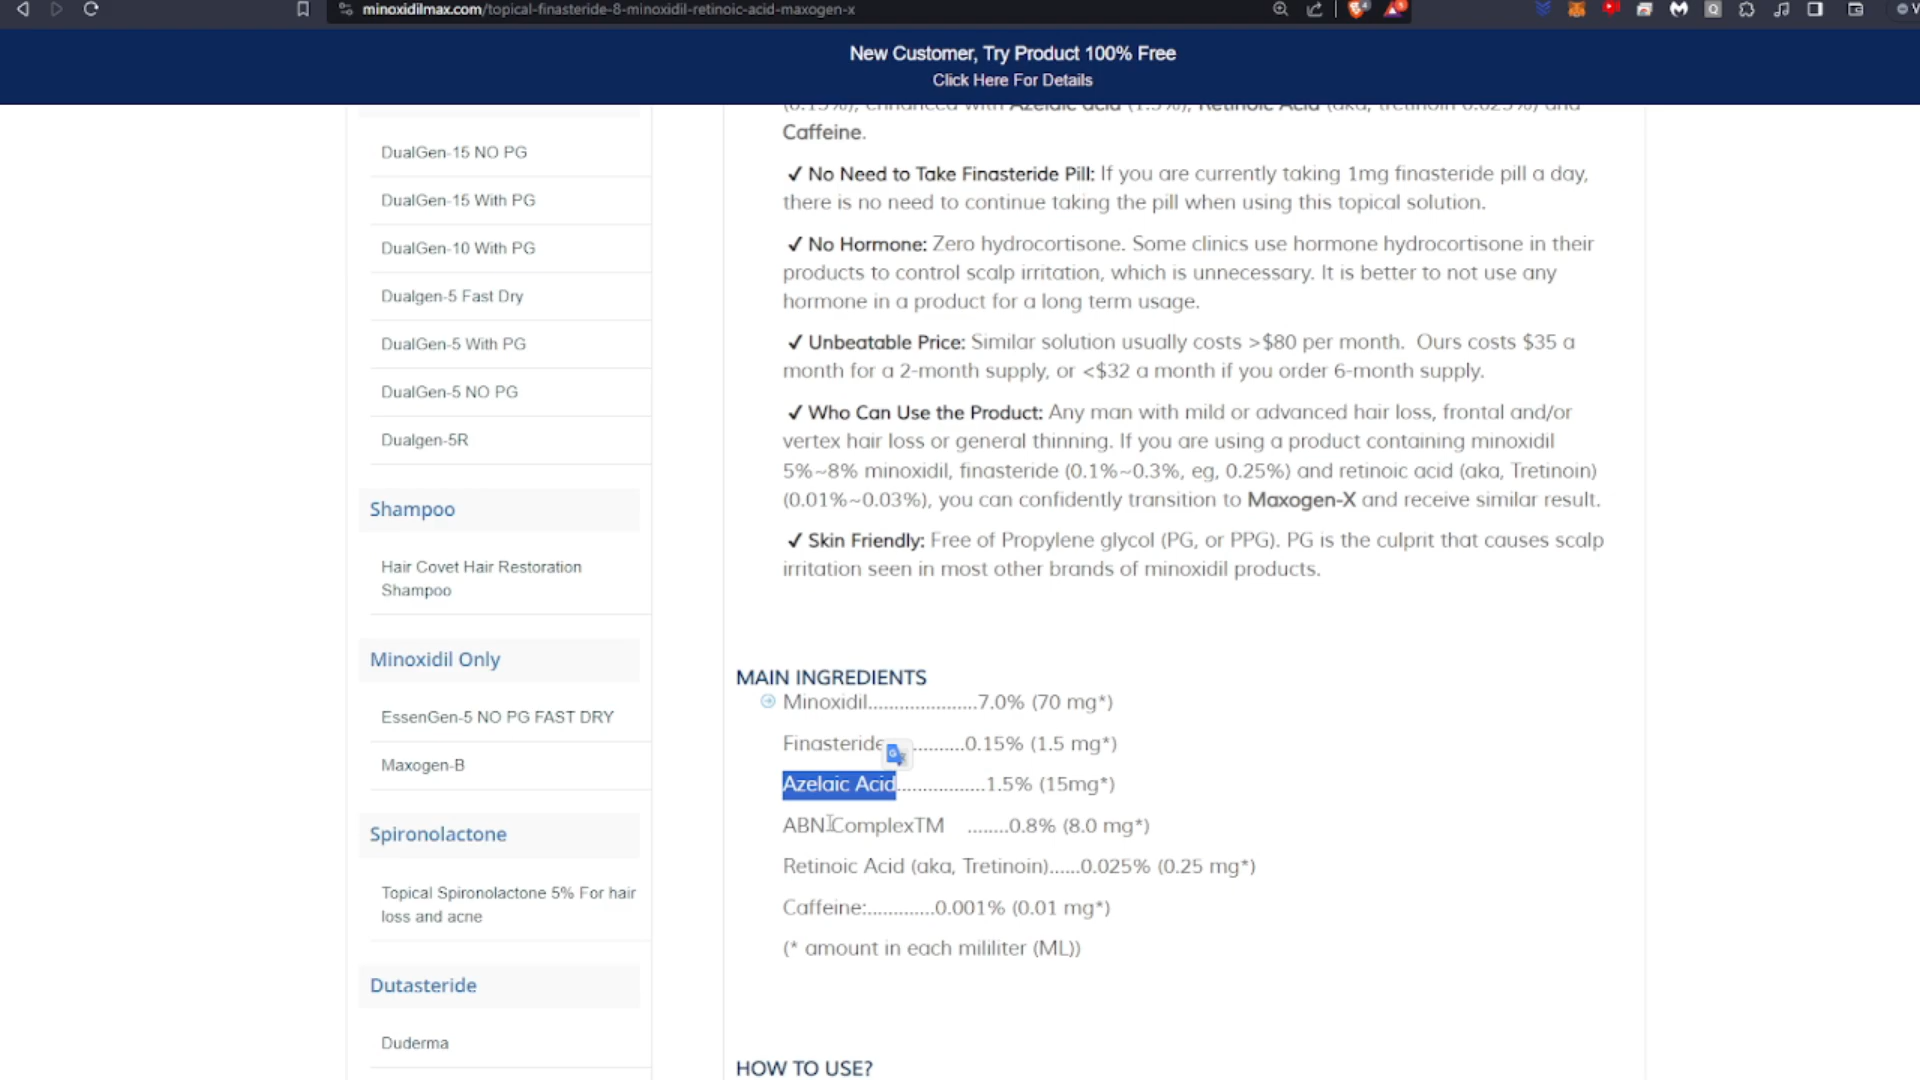 minoxidilmax.com/topical-finasteride-8-minoxidil-retinoic-acid-maxogen-x
New Customer, Try Product 100% Free
Click Here For Details
DualGen-15 NO PG
DualGen-15 With PG
DualGen-10 With PG
Dualgen-5 Fast Dry
DualGen-5 With PG
DualGen-5 NO PG
Dualgen-5R
Shampoo
Hair Covet Hair Restoration
Shampoo
Minoxidil Only
EssenGen-5 NO PG FAST DRY
Maxogen-B
Spironolactone
Topical Spironolactone 5% For hair
loss and acne
Dutasteride
Duderma
(0.15%), enhanced with Azelaic acid (1.5%), Retinoic Acid (aka, tretinoin 0.025%) and
Caffeine.
✓ No Need to Take Finasteride Pill: If you are currently taking 1mg finasteride pill a day,
there is no need to continue taking the pill when using this topical solution.
✓ No Hormone: Zero hydrocortisone. Some clinics use hormone hydrocortisone in their
products to control scalp irritation, which is unnecessary. It is better to not use any
hormone in a product for a long term usage.
✓ Unbeatable Price: Similar solution usually costs >$80 per month. Ours costs $35 a
month for a 2-month supply, or <$32 a month if you order 6-month supply.
✓ Who Can Use the Product: Any man with mild or advanced hair loss, frontal and/or
vertex hair loss or general thinning. If you are using a product containing minoxidil
5%~8% minoxidil, finasteride (0.1%~0.3%, eg, 0.25%) and retinoic acid (aka, Tretinoin)
(0.01%~0.03%), you can confidently transition to Maxogen-X and receive similar result.
✓ Skin Friendly: Free of Propylene glycol (PG, or PPG). PG is the culprit that causes scalp
irritation seen in most other brands of minoxidil products.
MAIN INGREDIENTS
Minoxidil.....................7.0% (70 mg*)
Finasteride..........0.15% (1.5 mg*)
Azelaic Acid.................1.5% (15mg*)
ABN ComplexTM ........0.8% (8.0 mg*)
Retinoic Acid (aka, Tretinoin)......0.025% (0.25 mg*)
Caffeine:.............0.001% (0.01 mg*)
(* amount in each mililiter (ML))
HOW TO USE?